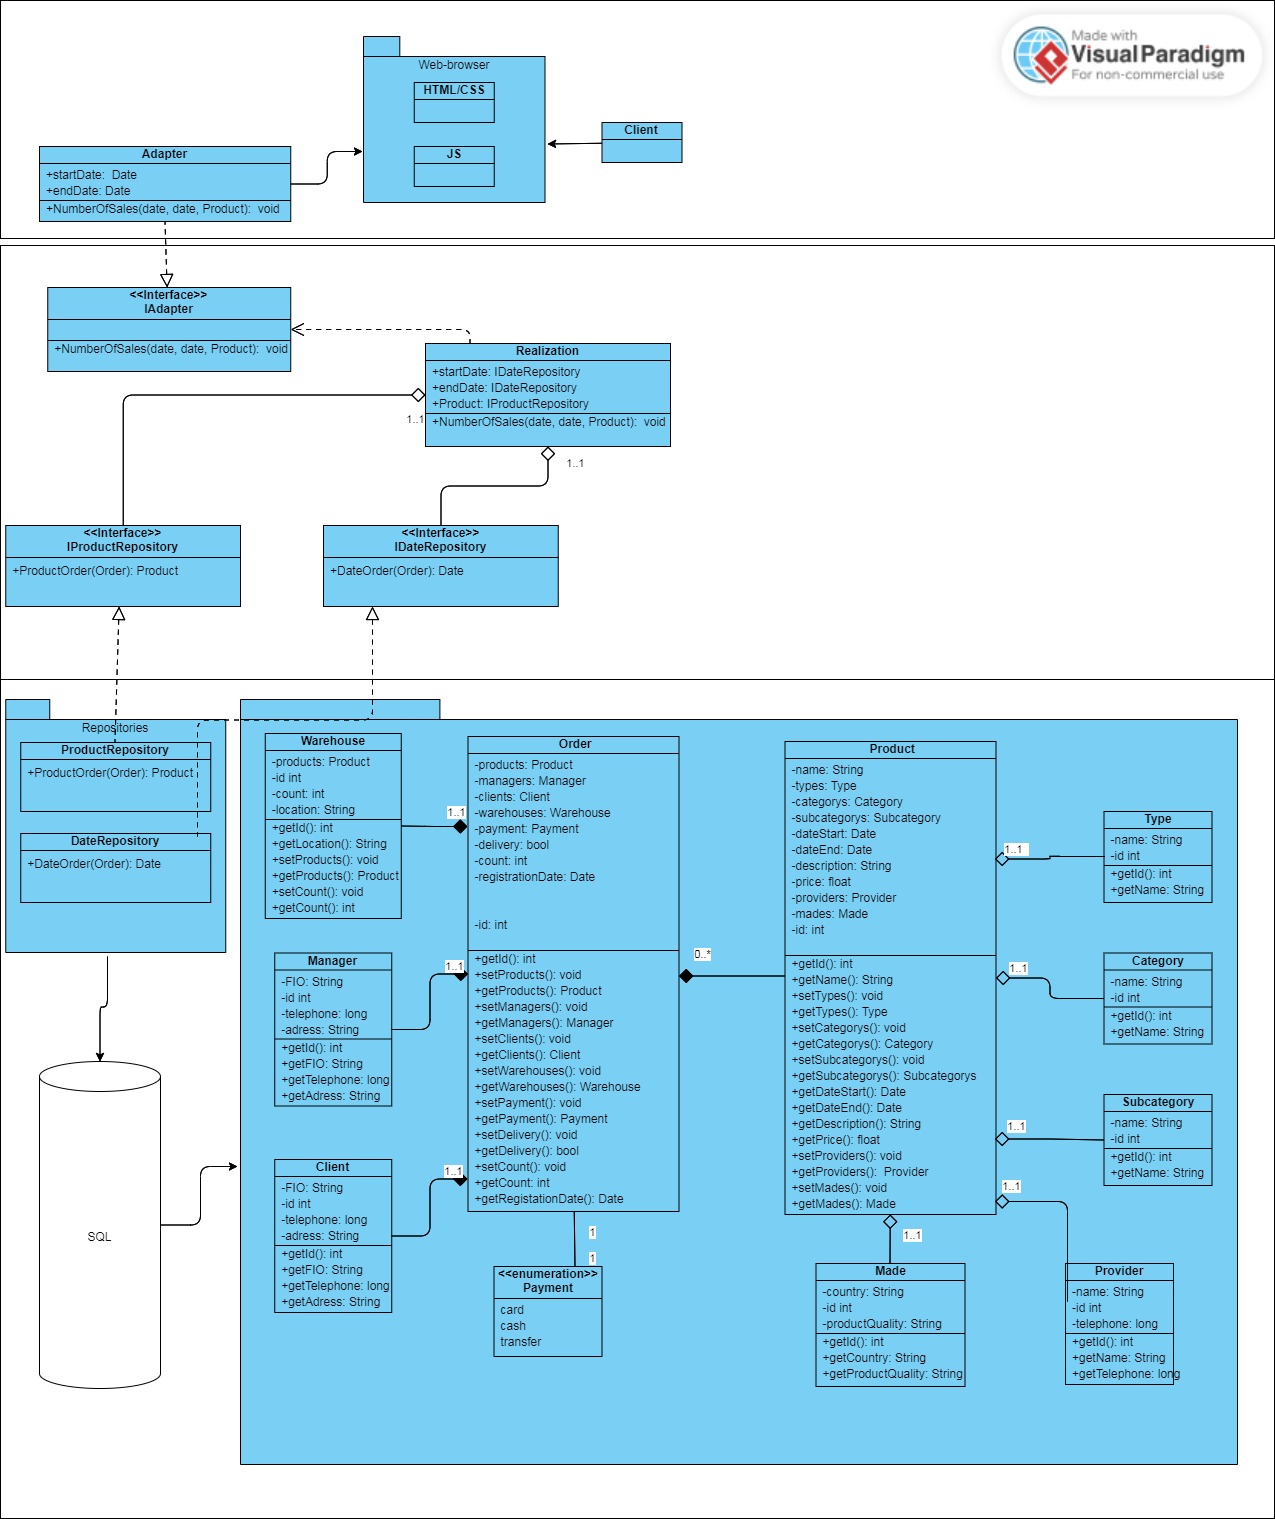 Made with
Visual Paradigm
For non-commercial use
Web-browser
HTML/CSS
JS
Client
Adapter
+startDate:  Date
+endDate: Date
+NumberOfSales(date, date, Product):  void
<<Interface>>
IAdapter
+NumberOfSales(date, date, Product):  void
Realization
+startDate: IDateRepository
+endDate: IDateRepository
+Product: IProductRepository
+NumberOfSales(date, date, Product):  void
1..1
1..1
<<Interface>>
IProductRepository
+ProductOrder(Order): Product
<<Interface>>
IDateRepository
+DateOrder(Order): Date
Repositories
ProductRepository
+ProductOrder(Order): Product
DateRepository
+DateOrder(Order): Date
SQL
Warehouse
-products: Product
-id int
-count: int
-location: String
+getId(): int
+getLocation(): String
+setProducts(): void
+getProducts(): Product
+setCount(): void
+getCount(): int
1..1
Manager
-FIO: String
-id int
-telephone: long
-adress: String
+getId(): int
+getFIO: String
+getTelephone: long
+getAdress: String
1..1
Client
-FIO: String
-id int
-telephone: long
-adress: String
+getId(): int
+getFIO: String
+getTelephone: long
+getAdress: String
1..1
Order
-products: Product
-managers: Manager
-clients: Client
-warehouses: Warehouse
-payment: Payment
-delivery: bool
-count: int
-registrationDate: Date
-id: int
+getId(): int
+setProducts(): void
+getProducts(): Product
+setManagers(): void
+getManagers(): Manager
+setClients(): void
+getClients(): Client
+setWarehouses(): void
+getWarehouses(): Warehouse
+setPayment(): void
+getPayment(): Payment
+setDelivery(): void
+getDelivery(): bool
+setCount(): void
+getCount: int
+getRegistationDate(): Date
1
1
<<enumeration>>
Payment
card
cash
transfer
0..*
Product
-name: String
-types: Type
-categorys: Category
-subcategorys: Subcategory
-dateStart: Date
-dateEnd: Date
-description: String
-price: float
-providers: Provider
-mades: Made
-id: int
+getId(): int
+getName(): String
+setTypes(): void
+getTypes(): Type
+setCategorys(): void
+getCategorys(): Category
+setSubcategorys(): void
+getSubcategorys(): Subcategorys
+getDateStart(): Date
+getDateEnd(): Date
+getDescription(): String
+getPrice(): float
+setProviders(): void
+getProviders():  Provider
+setMades(): void
+getMades(): Made
1..1
Type
-name: String
-id int
+getId(): int
+getName: String
1..1
Category
-name: String
-id int
+getId(): int
+getName: String
1..1
Subcategory
-name: String
-id int
+getId(): int
+getName: String
1..1
1..1
Made
-country: String
-id int
-productQuality: String
+getId(): int
+getCountry: String
+getProductQuality: String
Provider
-name: String
-id int
-telephone: long
+getId(): int
+getName: String
+getTelephone: long